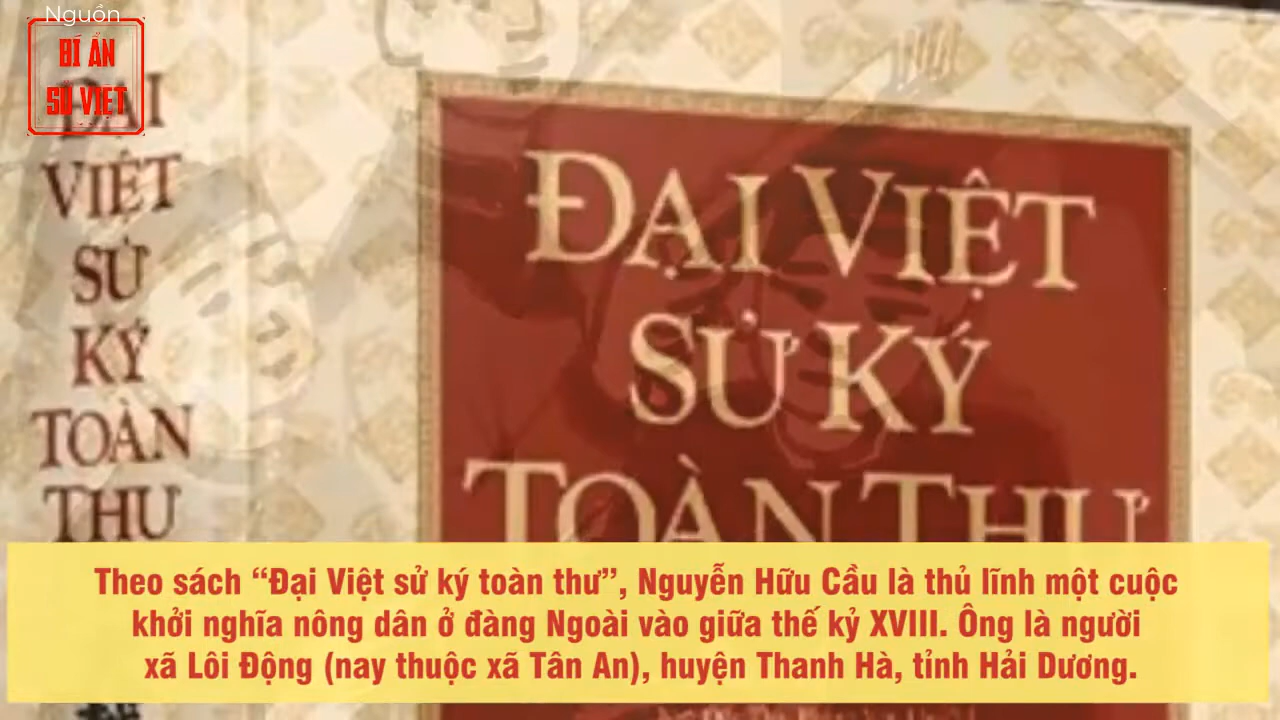 Nguồn
BÍ ẨN
SỬ VIỆT
ĐẠI
VIỆT
SỬ
KÝ
TOÀN
THƯ
ĐẠI VIỆT
SỬ KÝ
TOÀN THƯ
Theo sách “Đại Việt sử ký toàn thư”, Nguyễn Hữu Cầu là thủ lĩnh một cuộc
khởi nghĩa nông dân ở đàng Ngoài vào giữa thế kỷ XVIII. Ông là người
xã Lôi Động (nay thuộc xã Tân An), huyện Thanh Hà, tỉnh Hải Dương.